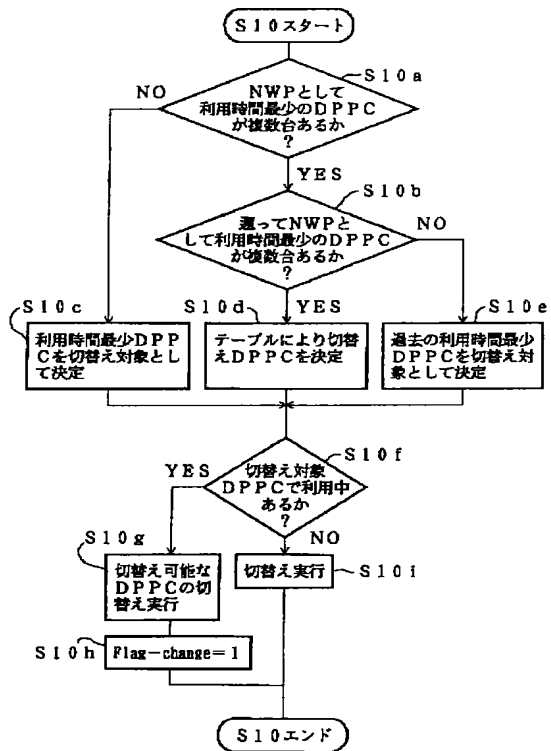 S10スタート
S10a
NO
NWPとして
利用時間最少のDPPC
が複数台あるか
?
YES
S10b
遡ってNWPと
して利用時間最少のDPPC
が複数台あるか
?
NO
S10c
S10d
YES
S10e
利用時間最少DPP
Cを切替え対象とし
て決定
テーブルにより切替
えDPPCを決定
過去の利用時間最少
DPPCを切替え対
象として決定
S10f
YES
切替え対象
DPPCで利用中
あるか
?
S10g
NO
切替え可能な
DPPCの切替
え実行
切替え実行
S10i
S10h
Flag-change=1
S10エンド